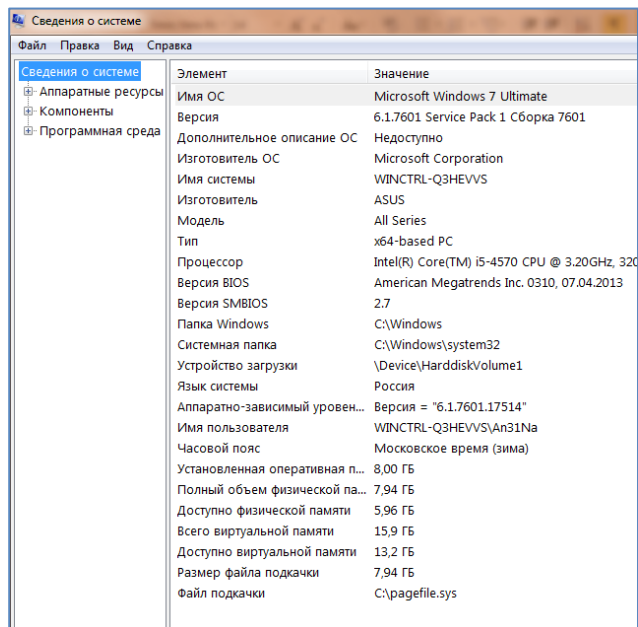 Сведения о системе
Файл Правка Вид Справка
Сведения о системе
Аппаратные ресурсы
Компоненты
Программная среда
Элемент Значение
Имя ОС Microsoft Windows 7 Ultimate
Версия 6.1.7601 Service Pack 1 Сборка 7601
Дополнительное описание ОС Недоступно
Изготовитель ОС Microsoft Corporation
Имя системы WINCTRL-Q3HEVVS
Изготовитель ASUS
Модель All Series
Тип x64-based PC
Процессор Intel(R) Core(TM) i5-4570 CPU @ 3.20GHz, 320
Версия BIOS American Megatrends Inc. 0310, 07.04.2013
Версия SMBIOS 2.7
Папка Windows C:\Windows
Системная папка C:\Windows\system32
Устройство загрузки \Device\HarddiskVolume1
Язык системы Россия
Аппаратно-зависимый уровен... Версия = "6.1.7601.17514"
Имя пользователя WINCTRL-Q3HEVVS\An31Na
Часовой пояс Московское время (зима)
Установленная оперативная п... 8,00 ГБ
Полный объем физической па... 7,94 ГБ
Доступно физической памяти 5,96 ГБ
Всего виртуальной памяти 15,9 ГБ
Доступно виртуальной памяти 13,2 ГБ
Размер файла подкачки 7,94 ГБ
Файл подкачки C:\pagefile.sys